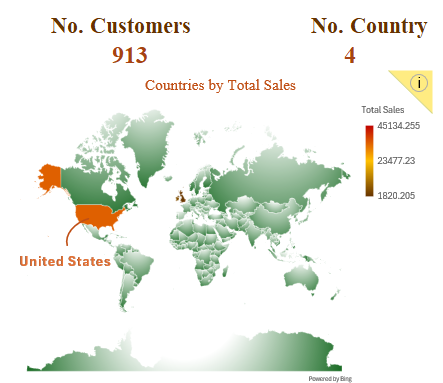 No. Customers
913
No. Country
4
Countries by Total Sales
i
Total Sales
45134.255
23477.23
1820.205
United States
Powered by Bing